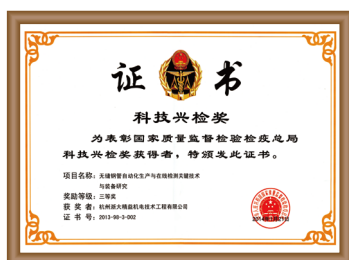 证 书
科技兴检奖
为表彰国家质量监督检验检疫总局
科技兴检奖获得者，特颁发此证书。
项目名称：无缝钢管自动化生产与在线检测关键技术
与装备研究
奖励等级：三等奖
获 奖 者：杭州浙大精益机电技术工程有限公司
证 书 号：2013-98-3-002